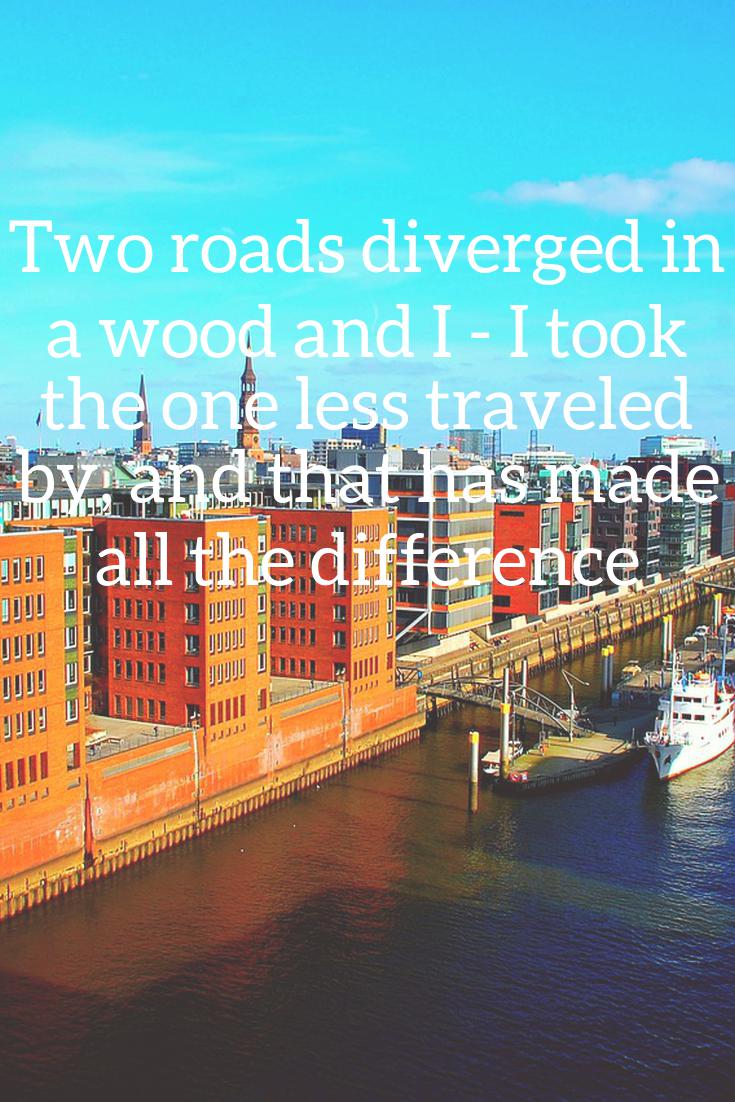 Two roads diverged in
a wood and I - I took
the one less traveled
by, and that has made
all the difference